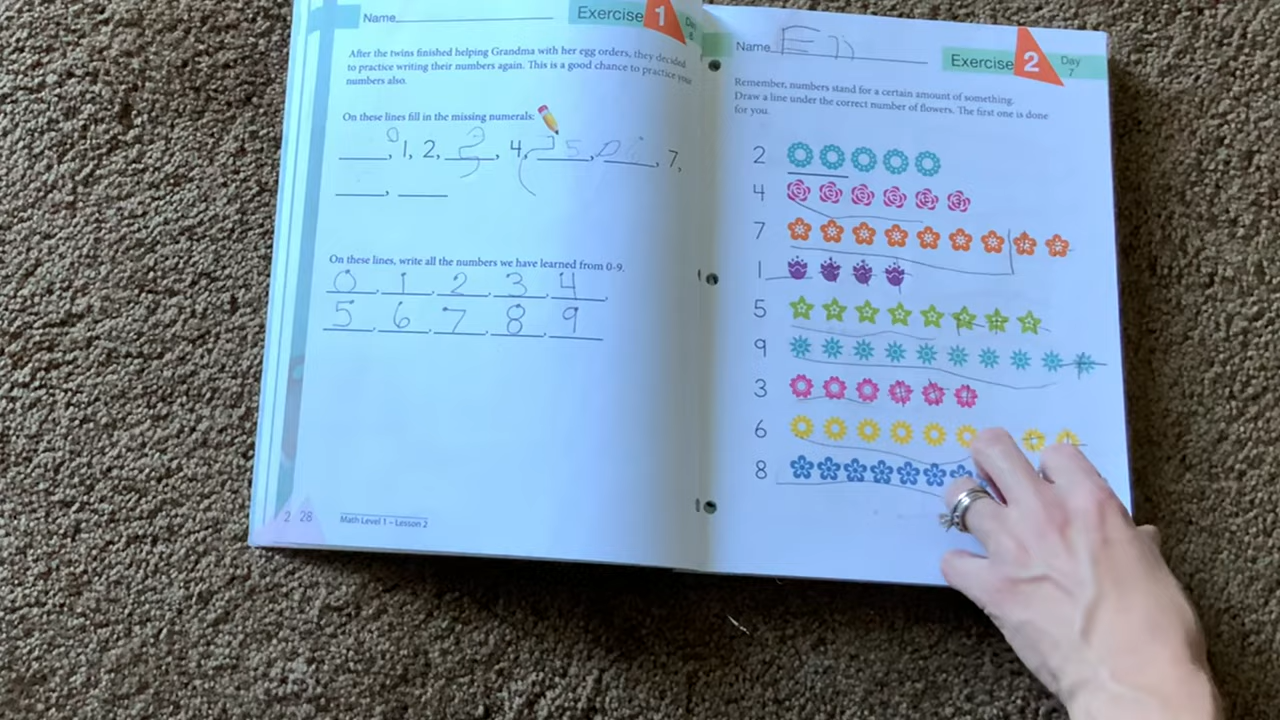 Name
Exercise 1
Day 6
After the twins finished helping Grandma with her egg orders, they decided
to practice writing their numbers again. This is a good chance to practice your
numbers also.
On these lines fill in the missing numerals:
0, 1, 2, 3, 4, 5, 6, 7,
On these lines, write all the numbers we have learned from 0-9.
0 1 2 3 4
5 6 7 8 9
2 28
Math Level 1 – Lesson 2
Name
Exercise 2
Day 7
Remember, numbers stand for a certain amount of something.
Draw a line under the correct number of flowers. The first one is done
for you.
2
4
7
1
5
9
3
6
8